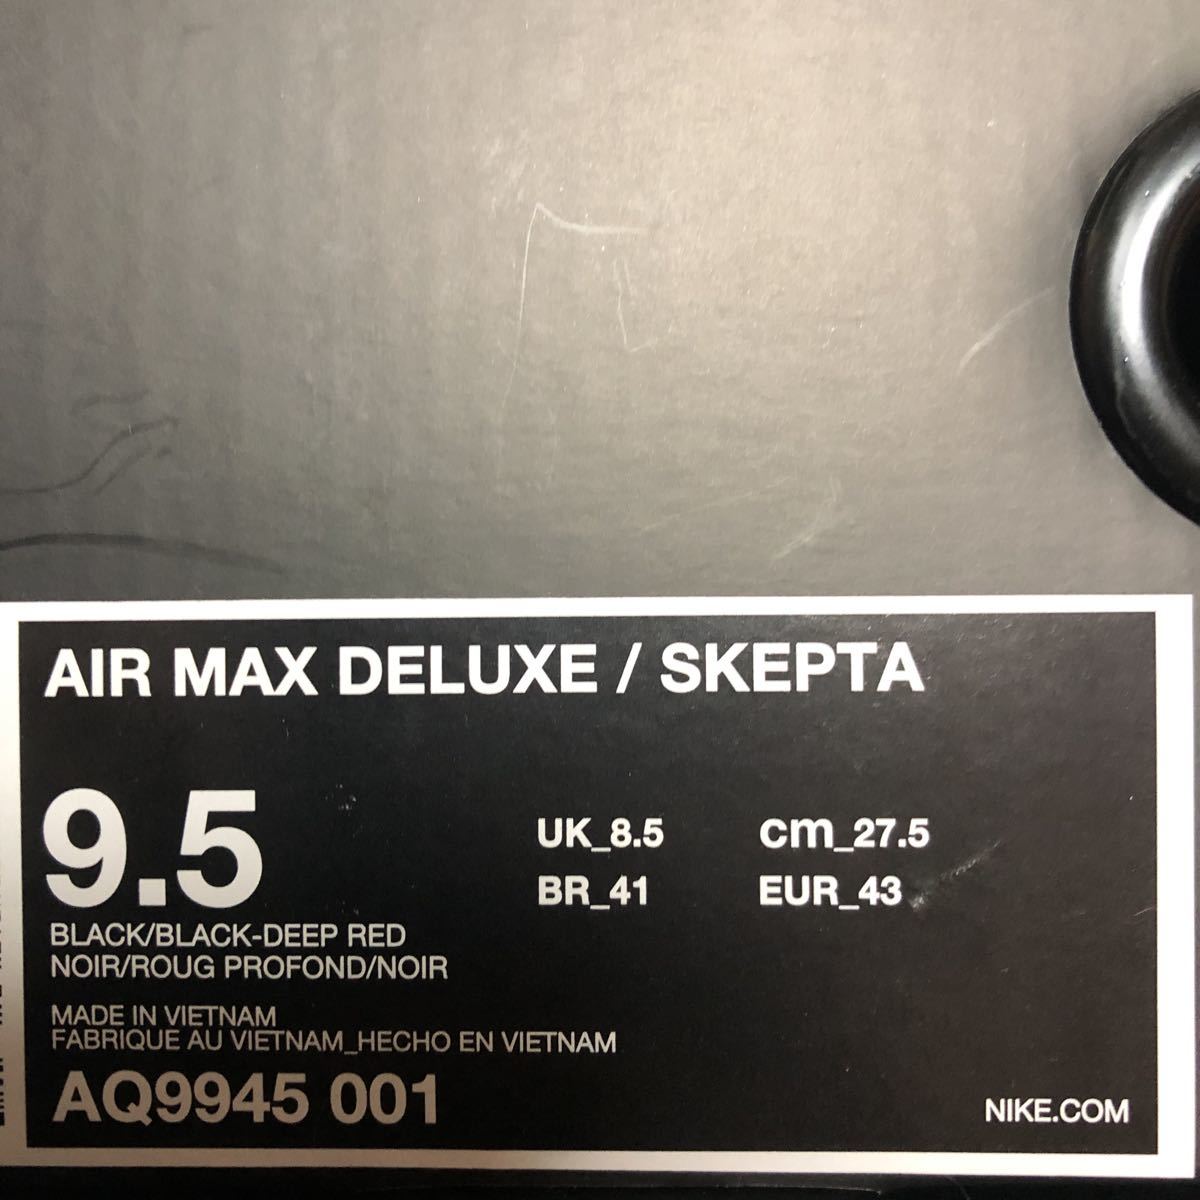 AIR MAX DELUXE / SKEPTA
9.5
UK_8.5 cm_27.5
BR_41 EUR_43
BLACK/BLACK-DEEP RED
NOIR/ROUG PROFOND/NOIR
MADE IN VIETNAM
FABRIQUE AU VIETNAM_HECHO EN VIETNAM
AQ9945 001
NIKE.COM